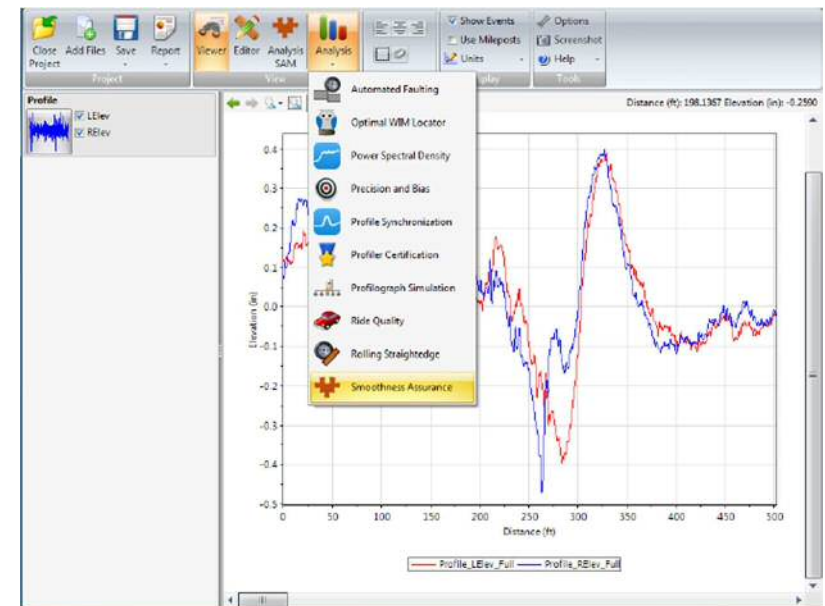 Close Project
Add Files
Save
Report
Viewer
Editor
Analysis SAM
Analysis
Show Events
Use Mileposts
Units
Options
Screenshot
Help
Project
View
Tools
Profile
LElev
RElev
Distance (ft): 198.1367 Elevation (in): -0.2590
Automated Faulting
Optimal WIM Locator
Power Spectral Density
Precision and Bias
Profile Synchronization
Profiler Certification
Profilograph Simulation
Ride Quality
Rolling Straightedge
Smoothness Assurance
Elevation (in)
0.4
0.3
0.2
0.1
0.0
-0.1
-0.2
-0.3
-0.4
-0.5
0 50 100 150 200 250 300 350 400 450 500
Distance (ft)
Profile_LElev_Full Profile_RElev_Full